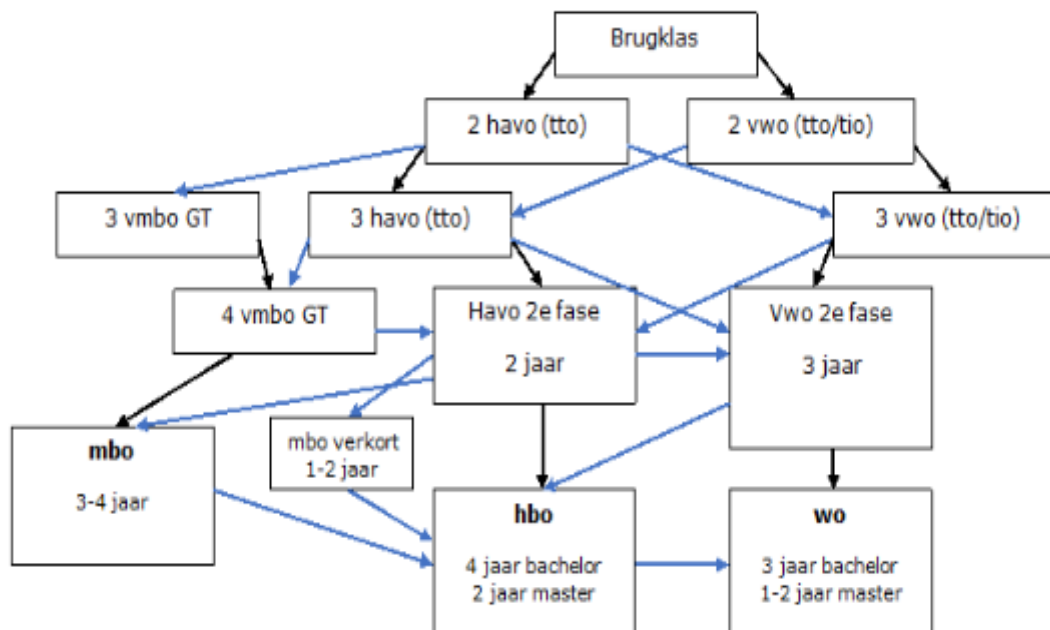 Brugklas
2 havo (tto)
2 vwo (tto/tio)
3 vmbo GT
3 havo (tto)
3 vwo (tto/tio)
4 vmbo GT
Havo 2e fase
2 jaar
Vwo 2e fase
3 jaar
mbo
3-4 jaar
mbo verkort
1-2 jaar
hbo
4 jaar bachelor
2 jaar master
wo
3 jaar bachelor
1-2 jaar master